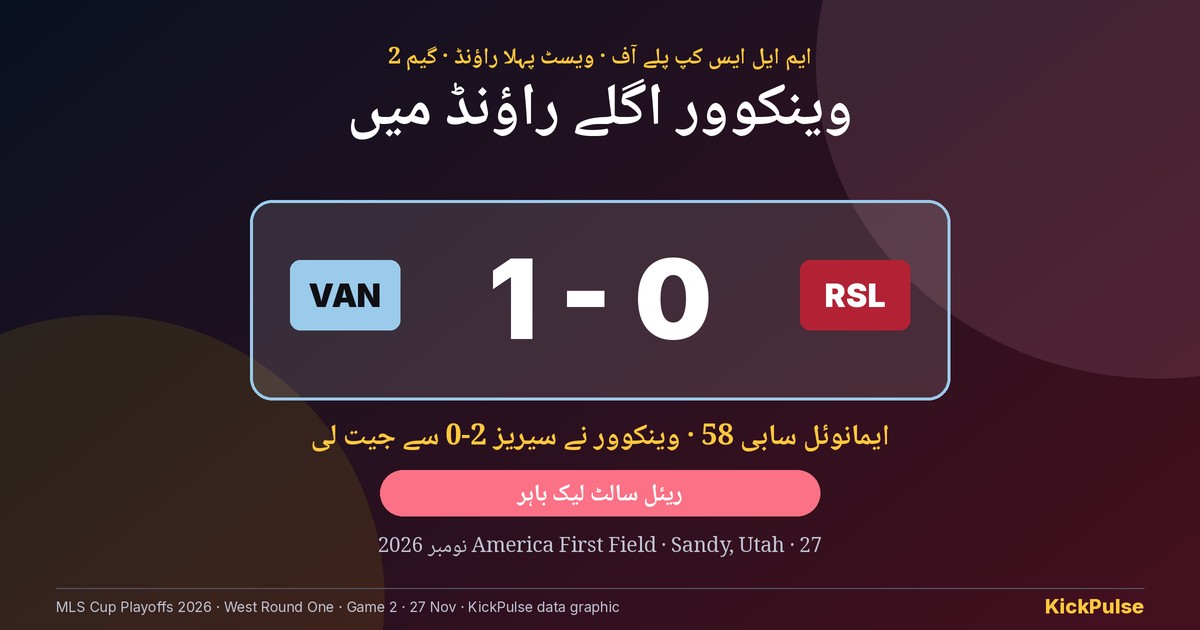 ایم ایل ایس کپ پلے آف · ویسٹ پہلا راؤنڈ · گیم 2
وینکوور اگلے راؤنڈ میں
VAN 1 - 0 RSL
ایمانوئل سابی 58 · وینکوور نے سیریز 2-0 سے جیت لی
ریئل سالٹ لیک باہر
America First Field · Sandy, Utah · 27 نومبر 2026
MLS Cup Playoffs 2026 · West Round One · Game 2 · 27 Nov · KickPulse data graphic
KickPulse